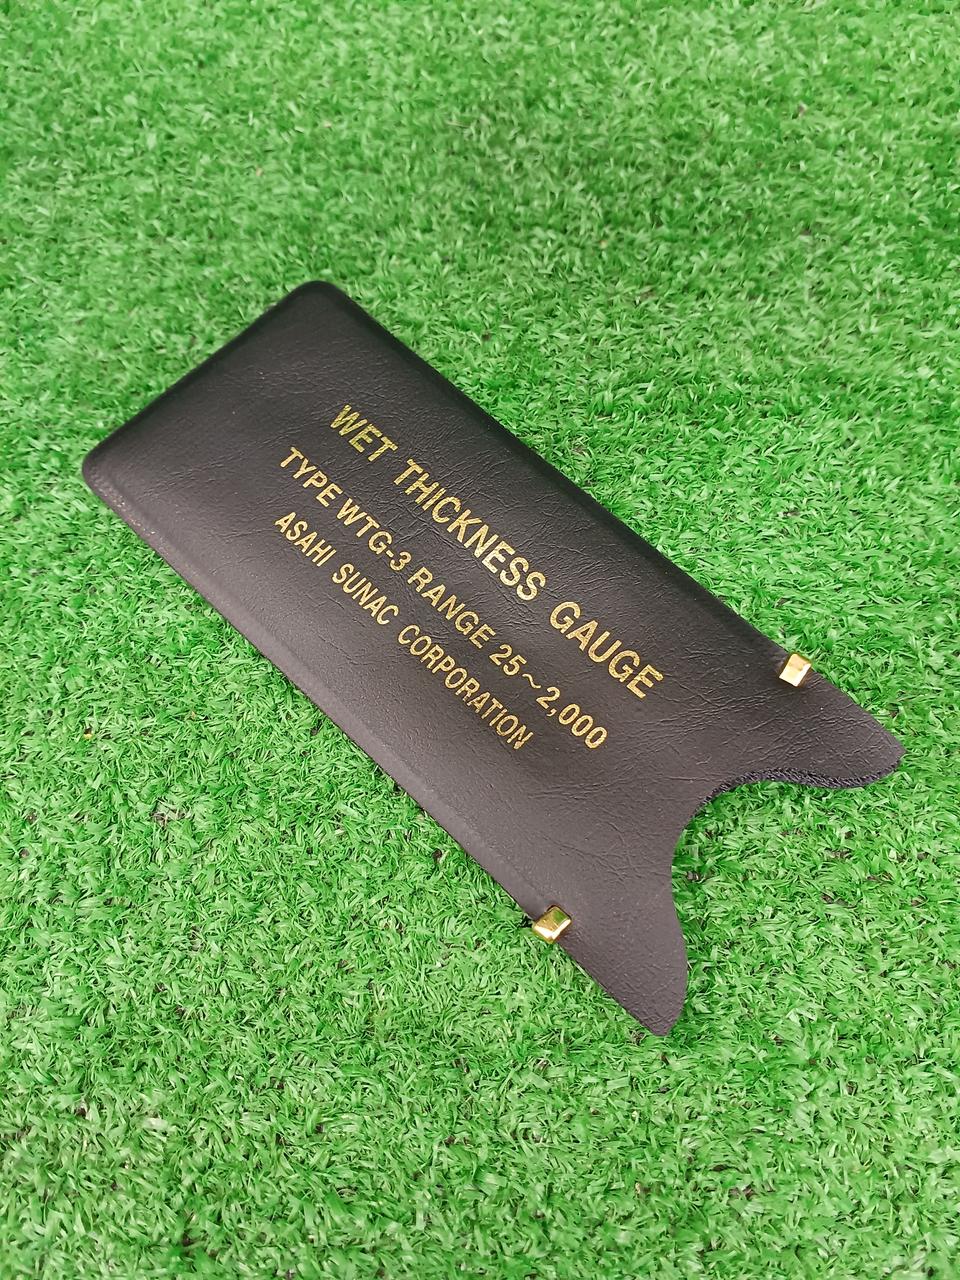 WET THICKNESS GAUGE
TYPE WTG-3 RANGE 25~2,000
ASAHI SUNAC CORPORATION